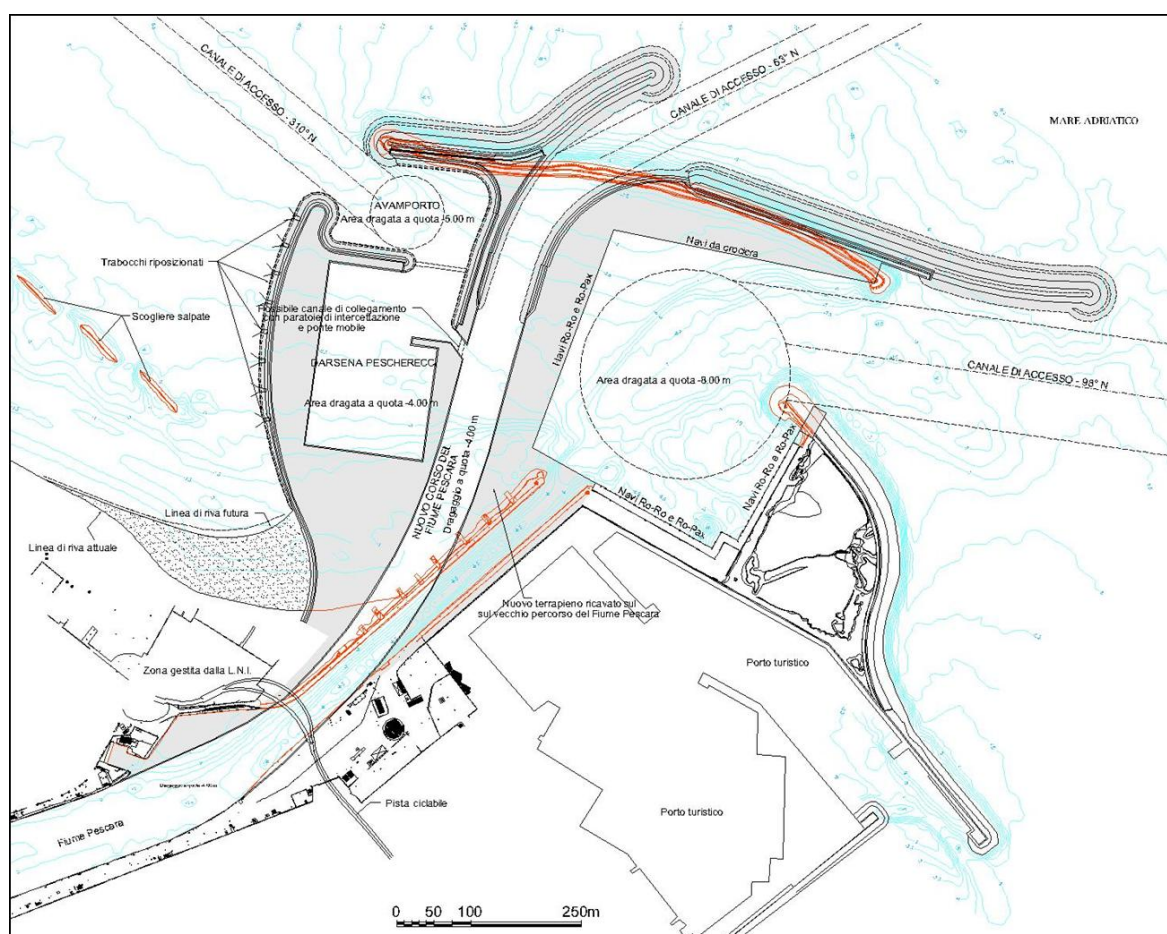 CANALE DI ACCESSO - 310° N
CANALE DI ACCESSO - 63° N
MARE ADRIATICO
AVAMPORTO
Area dragata a quota -5.00 m
Trabocchi riposizionati
Navi da crociera
Navi Ro-Ro e Ro-Pax
Scogliere salpate
Possibile canale di collegamento
con paratoie di intercettazione
e ponte mobile
DARSENA PESCHERECCI
Area dragata a quota -8.00 m
CANALE DI ACCESSO - 98° N
Area dragata a quota -4.00 m
NUOVO CORSO DEL
FIUME PESCARA
Dragaggio a quota -4.00 m
Navi Ro-Ro e Ro-Pax
Navi Ro-Ro e Ro-Pax
Linea di riva futura
Linea di riva attuale
Nuovo terrapieno ricavato sul
sul vecchio percorso del Fiume Pescara
Zona gestita dalla L.N.I.
Porto turistico
Pista ciclabile
Porto turistico
Fiume Pescara
0 50 100 250m